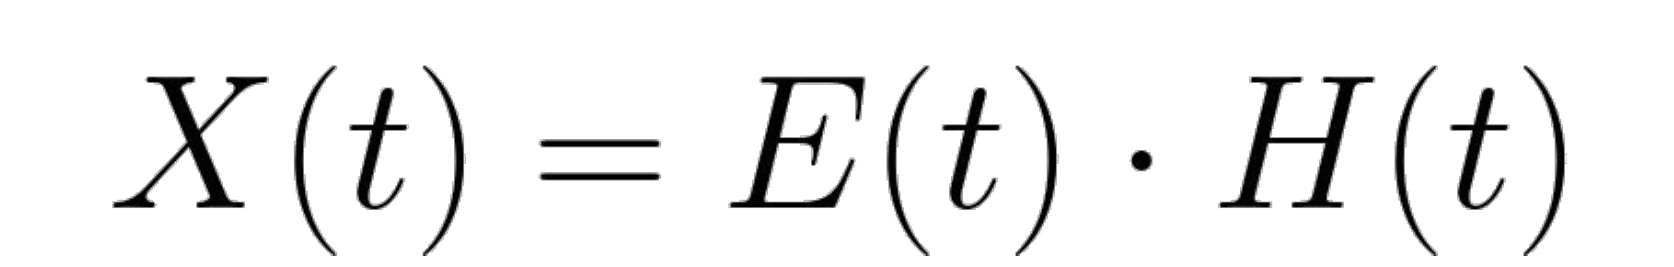 X(t) = E(t) · H(t)